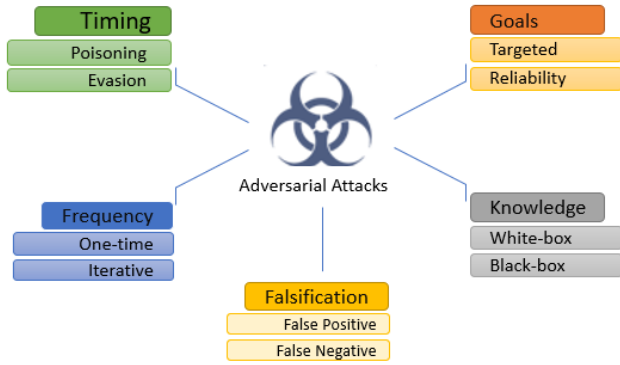 Timing
Poisoning
Evasion
Goals
Targeted
Reliability
Adversarial Attacks
Frequency
One-time
Iterative
Knowledge
White-box
Black-box
Falsification
False Positive
False Negative